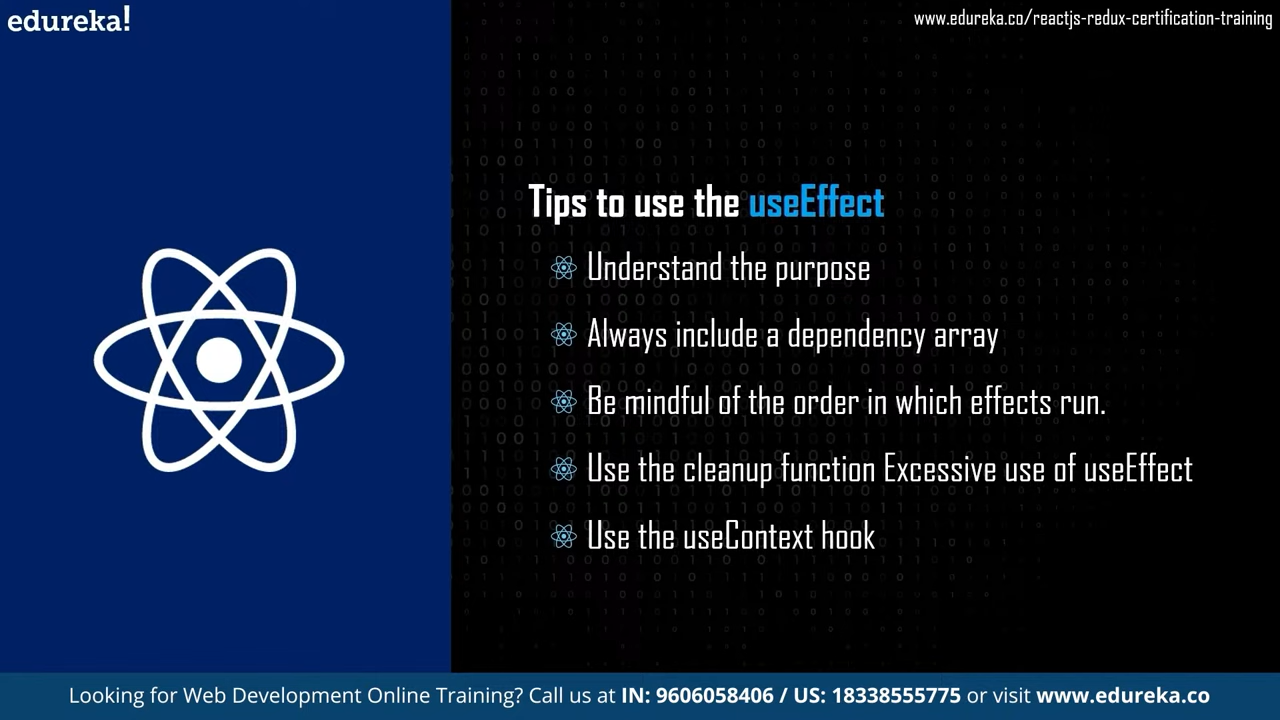 edureka!
www.edureka.co/reactjs-redux-certification-training
Tips to use the useEffect
Understand the purpose
Always include a dependency array
Be mindful of the order in which effects run.
Use the cleanup function Excessive use of useEffect
Use the useContext hook
Looking for Web Development Online Training? Call us at IN: 9606058406 / US: 18338555775 or visit www.edureka.co